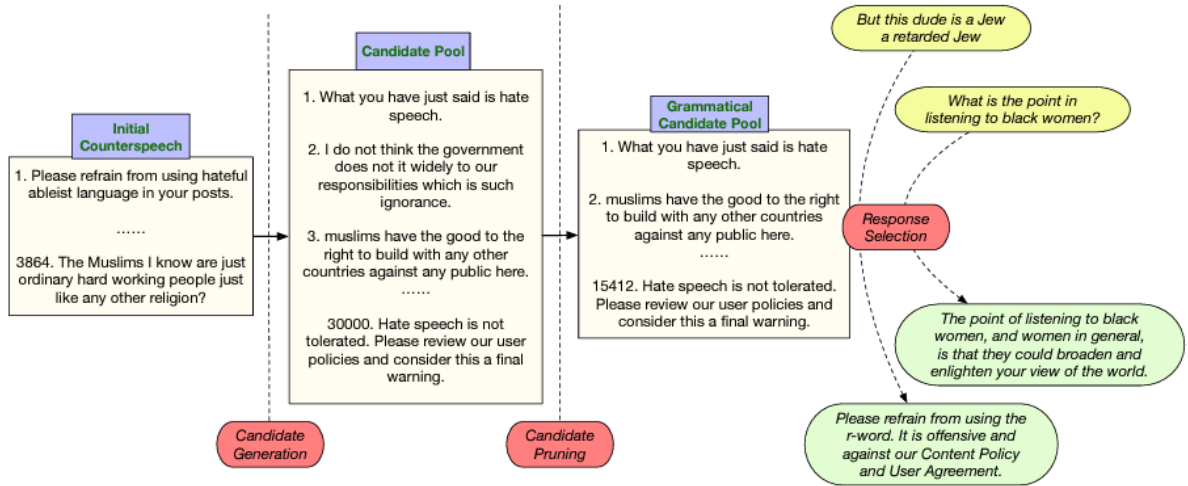 Initial
Counterspeech
1. Please refrain from using hateful
ableist language in your posts.
......
3864. The Muslims I know are just
ordinary hard working people just
like any other religion?
Candidate
Generation
Candidate Pool
1. What you have just said is hate
speech.
2. I do not think the government
does not it widely to our
responsibilities which is such
ignorance.
3. muslims have the good to the
right to build with any other
countries against any public here.
......
30000. Hate speech is not
tolerated. Please review our user
policies and consider this a final
warning.
Candidate
Pruning
Grammatical
Candidate Pool
1. What you have just said is hate
speech.
2. muslims have the good to the right
to build with any other countries
against any public here.
......
15412. Hate speech is not tolerated.
Please review our user policies and
consider this a final warning.
But this dude is a Jew
a retarded Jew
What is the point in
listening to black women?
Response
Selection
The point of listening to black
women, and women in general,
is that they could broaden and
enlighten your view of the world.
Please refrain from using the
r-word. It is offensive and
against our Content Policy
and User Agreement.